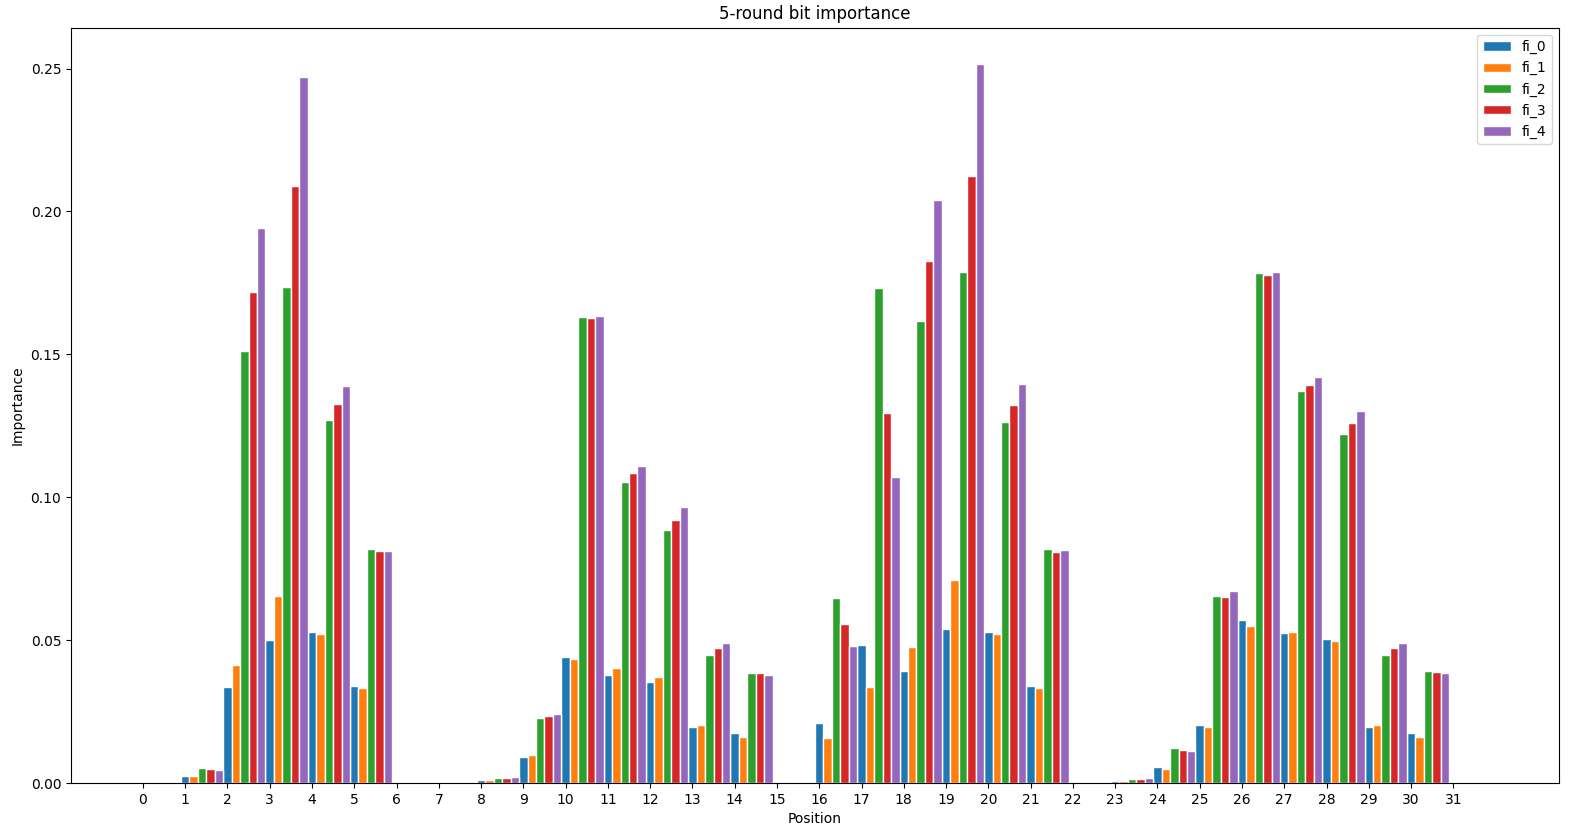 5-round bit importance
fi_0
fi_1
fi_2
fi_3
fi_4
Importance
0.25
0.20
0.15
0.10
0.05
0.00
0 1 2 3 4 5 6 7 8 9 10 11 12 13 14 15 16 17 18 19 20 21 22 23 24 25 26 27 28 29 30 31
Position